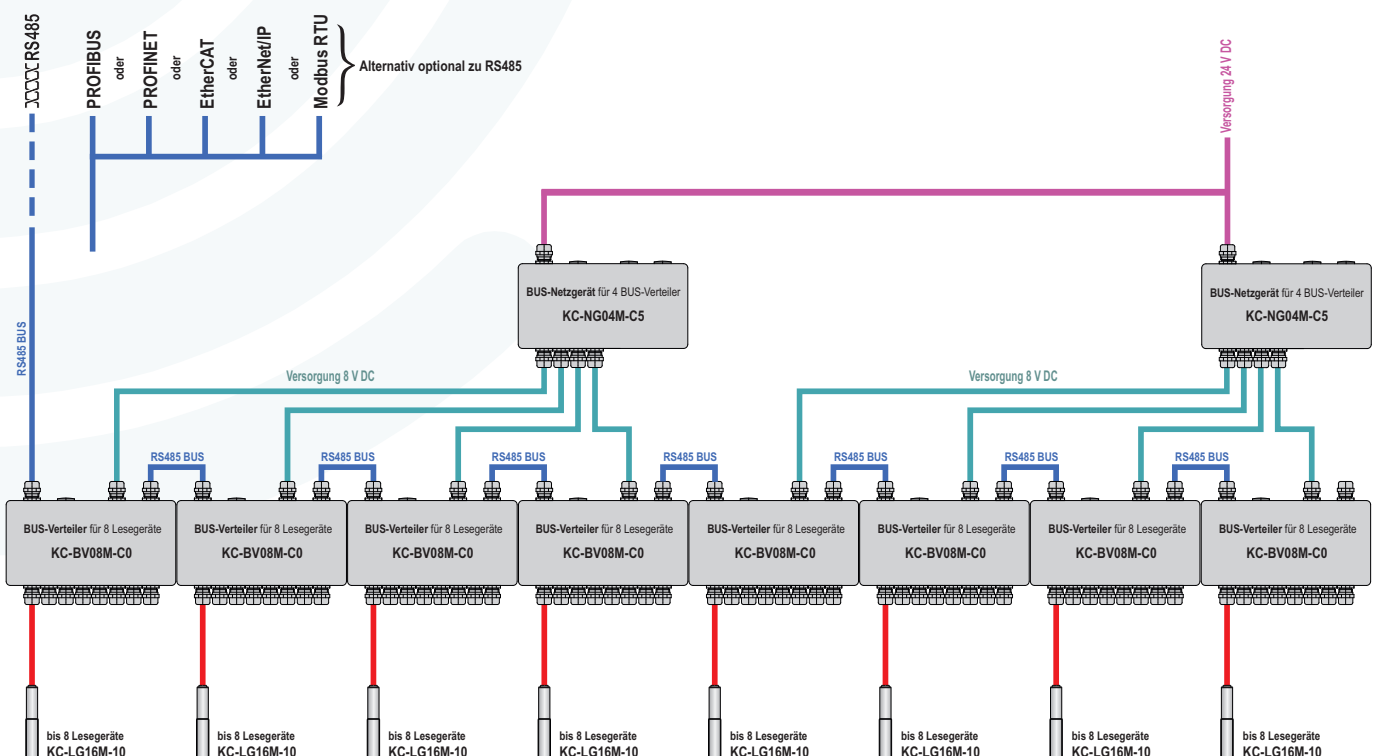 RS485
PROFIBUS
oder
PROFINET
oder
EtherCAT
oder
EtherNet/IP
oder
Modbus RTU
Alternativ optional zu RS485
Versorgung 24 V DC
BUS-Netzgerät für 4 BUS-Verteiler
KC-NG04M-C5
BUS-Netzgerät für 4 BUS-Verteiler
KC-NG04M-C5
RS485 BUS
Versorgung 8 V DC
Versorgung 8 V DC
RS485 BUS
RS485 BUS
RS485 BUS
RS485 BUS
RS485 BUS
RS485 BUS
RS485 BUS
BUS-Verteiler für 8 Lesegeräte
KC-BV08M-C0
BUS-Verteiler für 8 Lesegeräte
KC-BV08M-C0
BUS-Verteiler für 8 Lesegeräte
KC-BV08M-C0
BUS-Verteiler für 8 Lesegeräte
KC-BV08M-C0
BUS-Verteiler für 8 Lesegeräte
KC-BV08M-C0
BUS-Verteiler für 8 Lesegeräte
KC-BV08M-C0
BUS-Verteiler für 8 Lesegeräte
KC-BV08M-C0
BUS-Verteiler für 8 Lesegeräte
KC-BV08M-C0
bis 8 Lesegeräte
KC-LG16M-10
bis 8 Lesegeräte
KC-LG16M-10
bis 8 Lesegeräte
KC-LG16M-10
bis 8 Lesegeräte
KC-LG16M-10
bis 8 Lesegeräte
KC-LG16M-10
bis 8 Lesegeräte
KC-LG16M-10
bis 8 Lesegeräte
KC-LG16M-10
bis 8 Lesegeräte
KC-LG16M-10